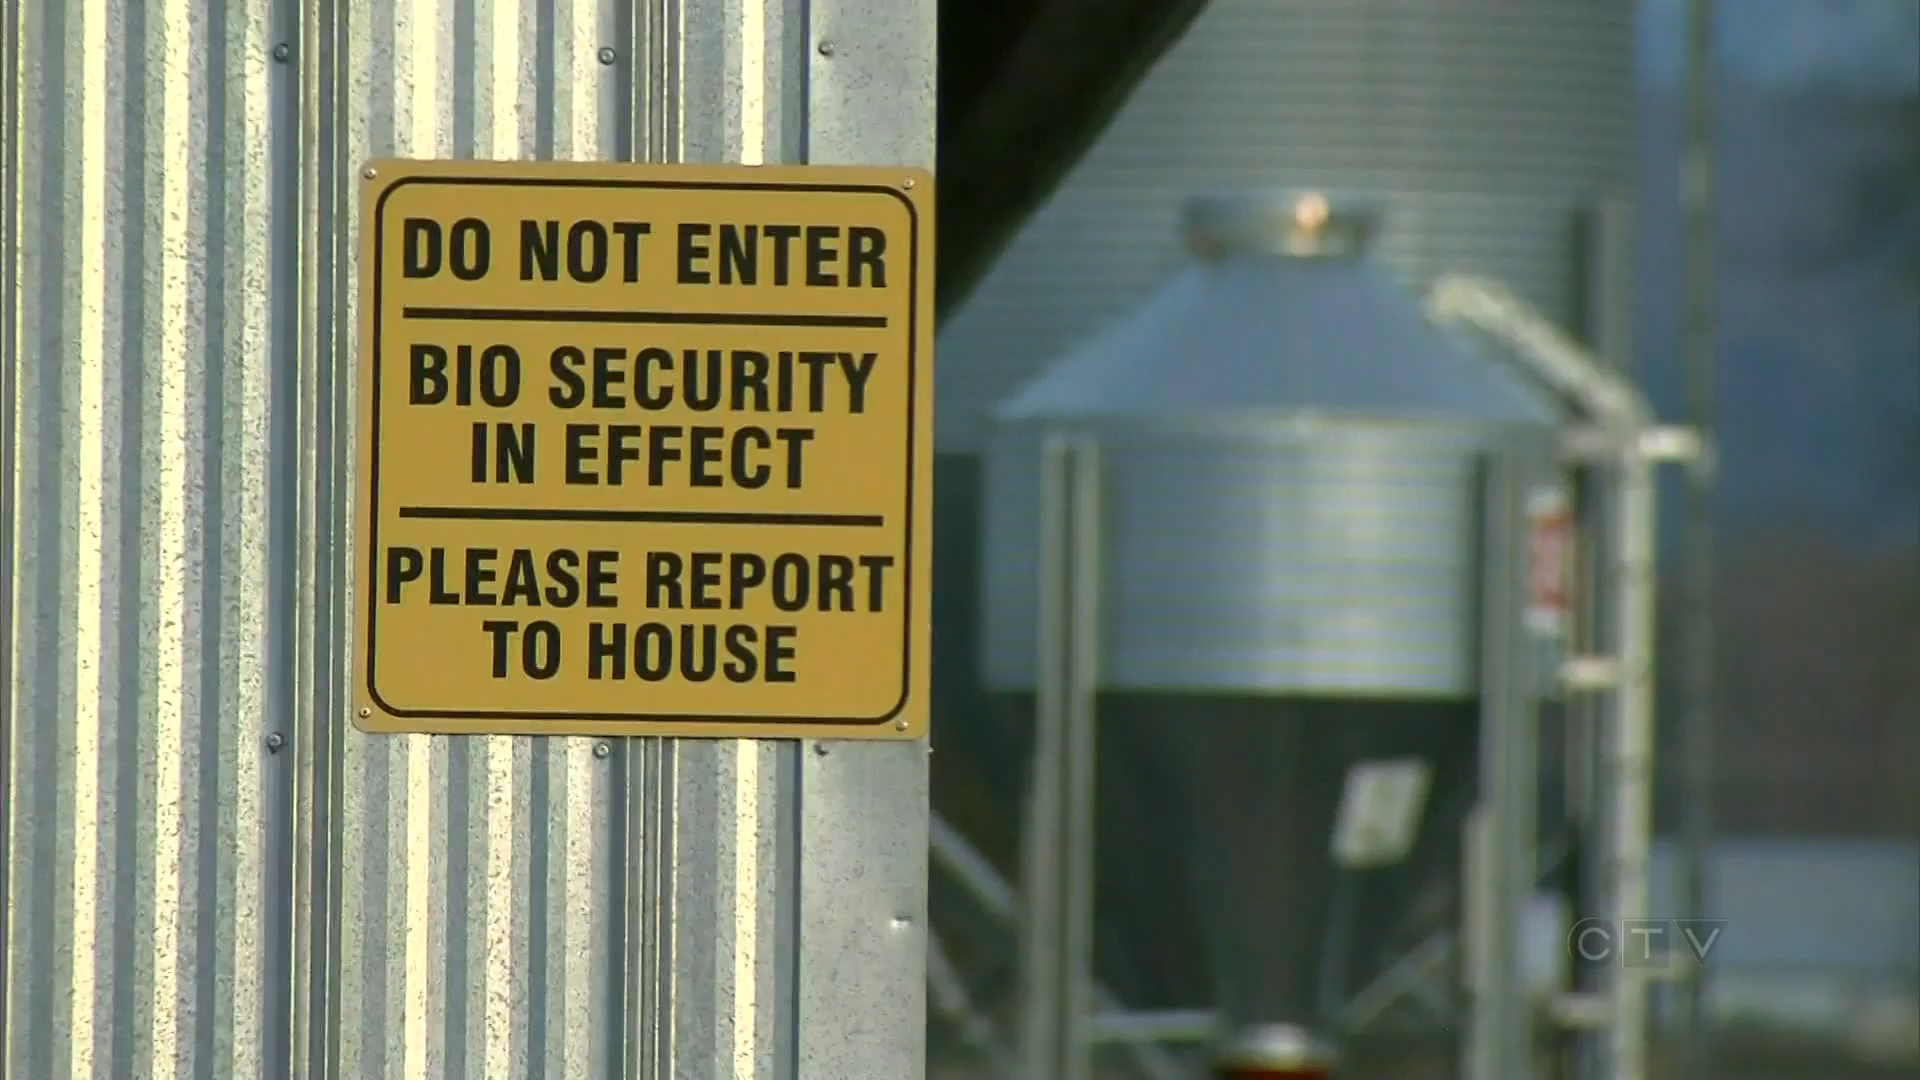 DO NOT ENTER
BIO SECURITY
IN EFFECT
PLEASE REPORT
TO HOUSE
CTV